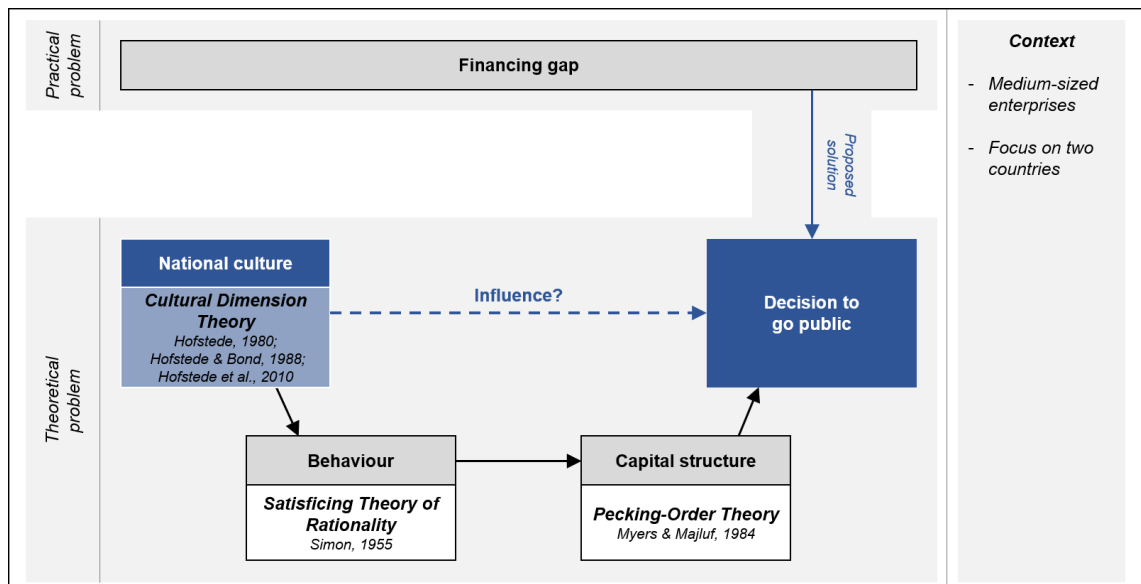 Practical
problem
Financing gap
Proposed
solution
Context
- Medium-sized
enterprises
- Focus on two
countries
Theoretical
problem
National culture
Cultural Dimension
Theory
Hofstede, 1980;
Hofstede & Bond, 1988;
Hofstede et al., 2010
Influence?
Decision to
go public
Behaviour
Satisficing Theory of
Rationality
Simon, 1955
Capital structure
Pecking-Order Theory
Myers & Majluf, 1984